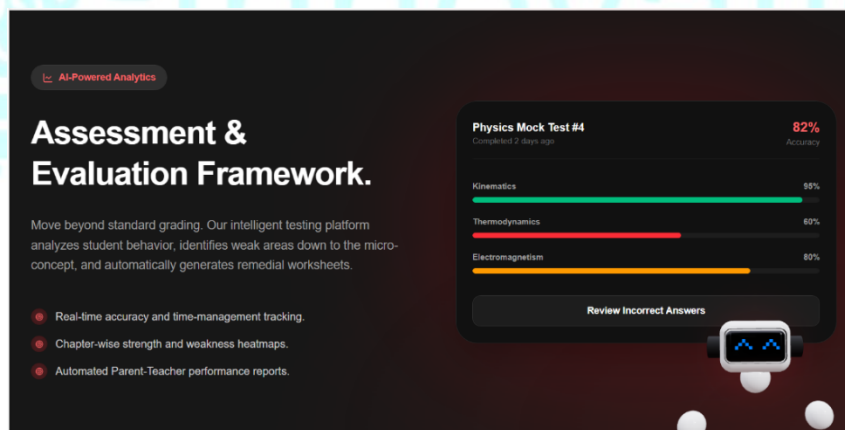 AI-Powered Analytics
Assessment &
Evaluation Framework.
Move beyond standard grading. Our intelligent testing platform
analyzes student behavior, identifies weak areas down to the micro-
concept, and automatically generates remedial worksheets.
Real-time accuracy and time-management tracking.
Chapter-wise strength and weakness heatmaps.
Automated Parent-Teacher performance reports.
Physics Mock Test #4
82%
Completed 2 days ago
Accuracy
Kinematics
95%
Thermodynamics
60%
Electromagnetism
80%
Review Incorrect Answers